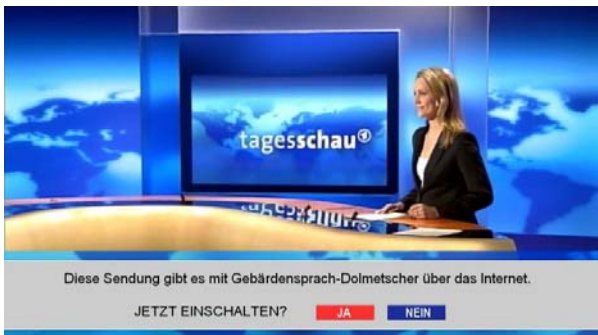 tagesschau
Diese Sendung gibt es mit Gebärdensprach-Dolmetscher über das Internet.
JETZT EINSCHALTEN? JA NEIN